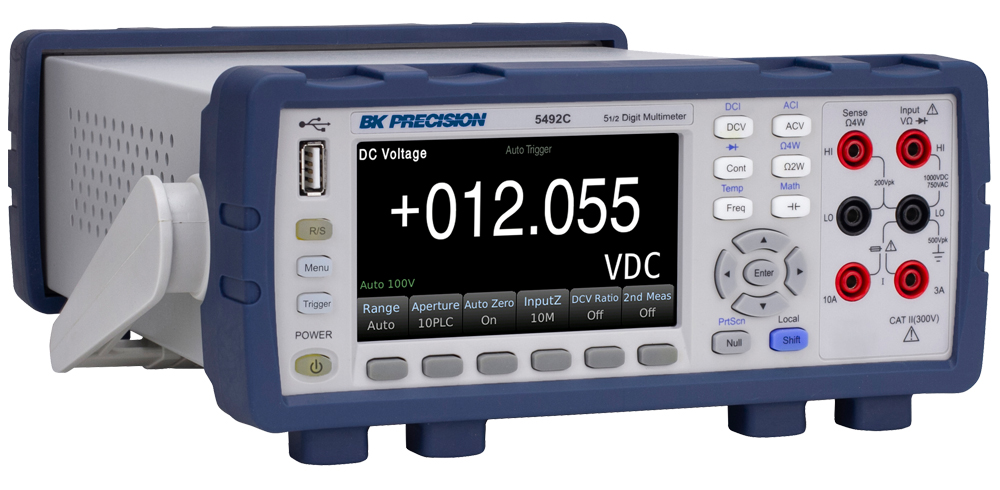 BK PRECISION 5492C 5 1/2 Digit Multimeter
DC Voltage Auto Trigger
+012.055
VDC
Auto 100V
Range Aperture Auto Zero InputZ DCV Ratio 2nd Meas
Auto 10PLC On 10M Off Off
R/S
Menu
Trigger
POWER
DCI ACI
DCV ACV
Ω4W
Cont Ω2W
Temp Math
Freq
Enter
PrtScn Local
Null Shift
Sense Input
Ω4W VΩ
HI HI
200Vpk 1000VDC
750VAC
LO LO
500Vpk
I
10A 3A
CAT II(300V)